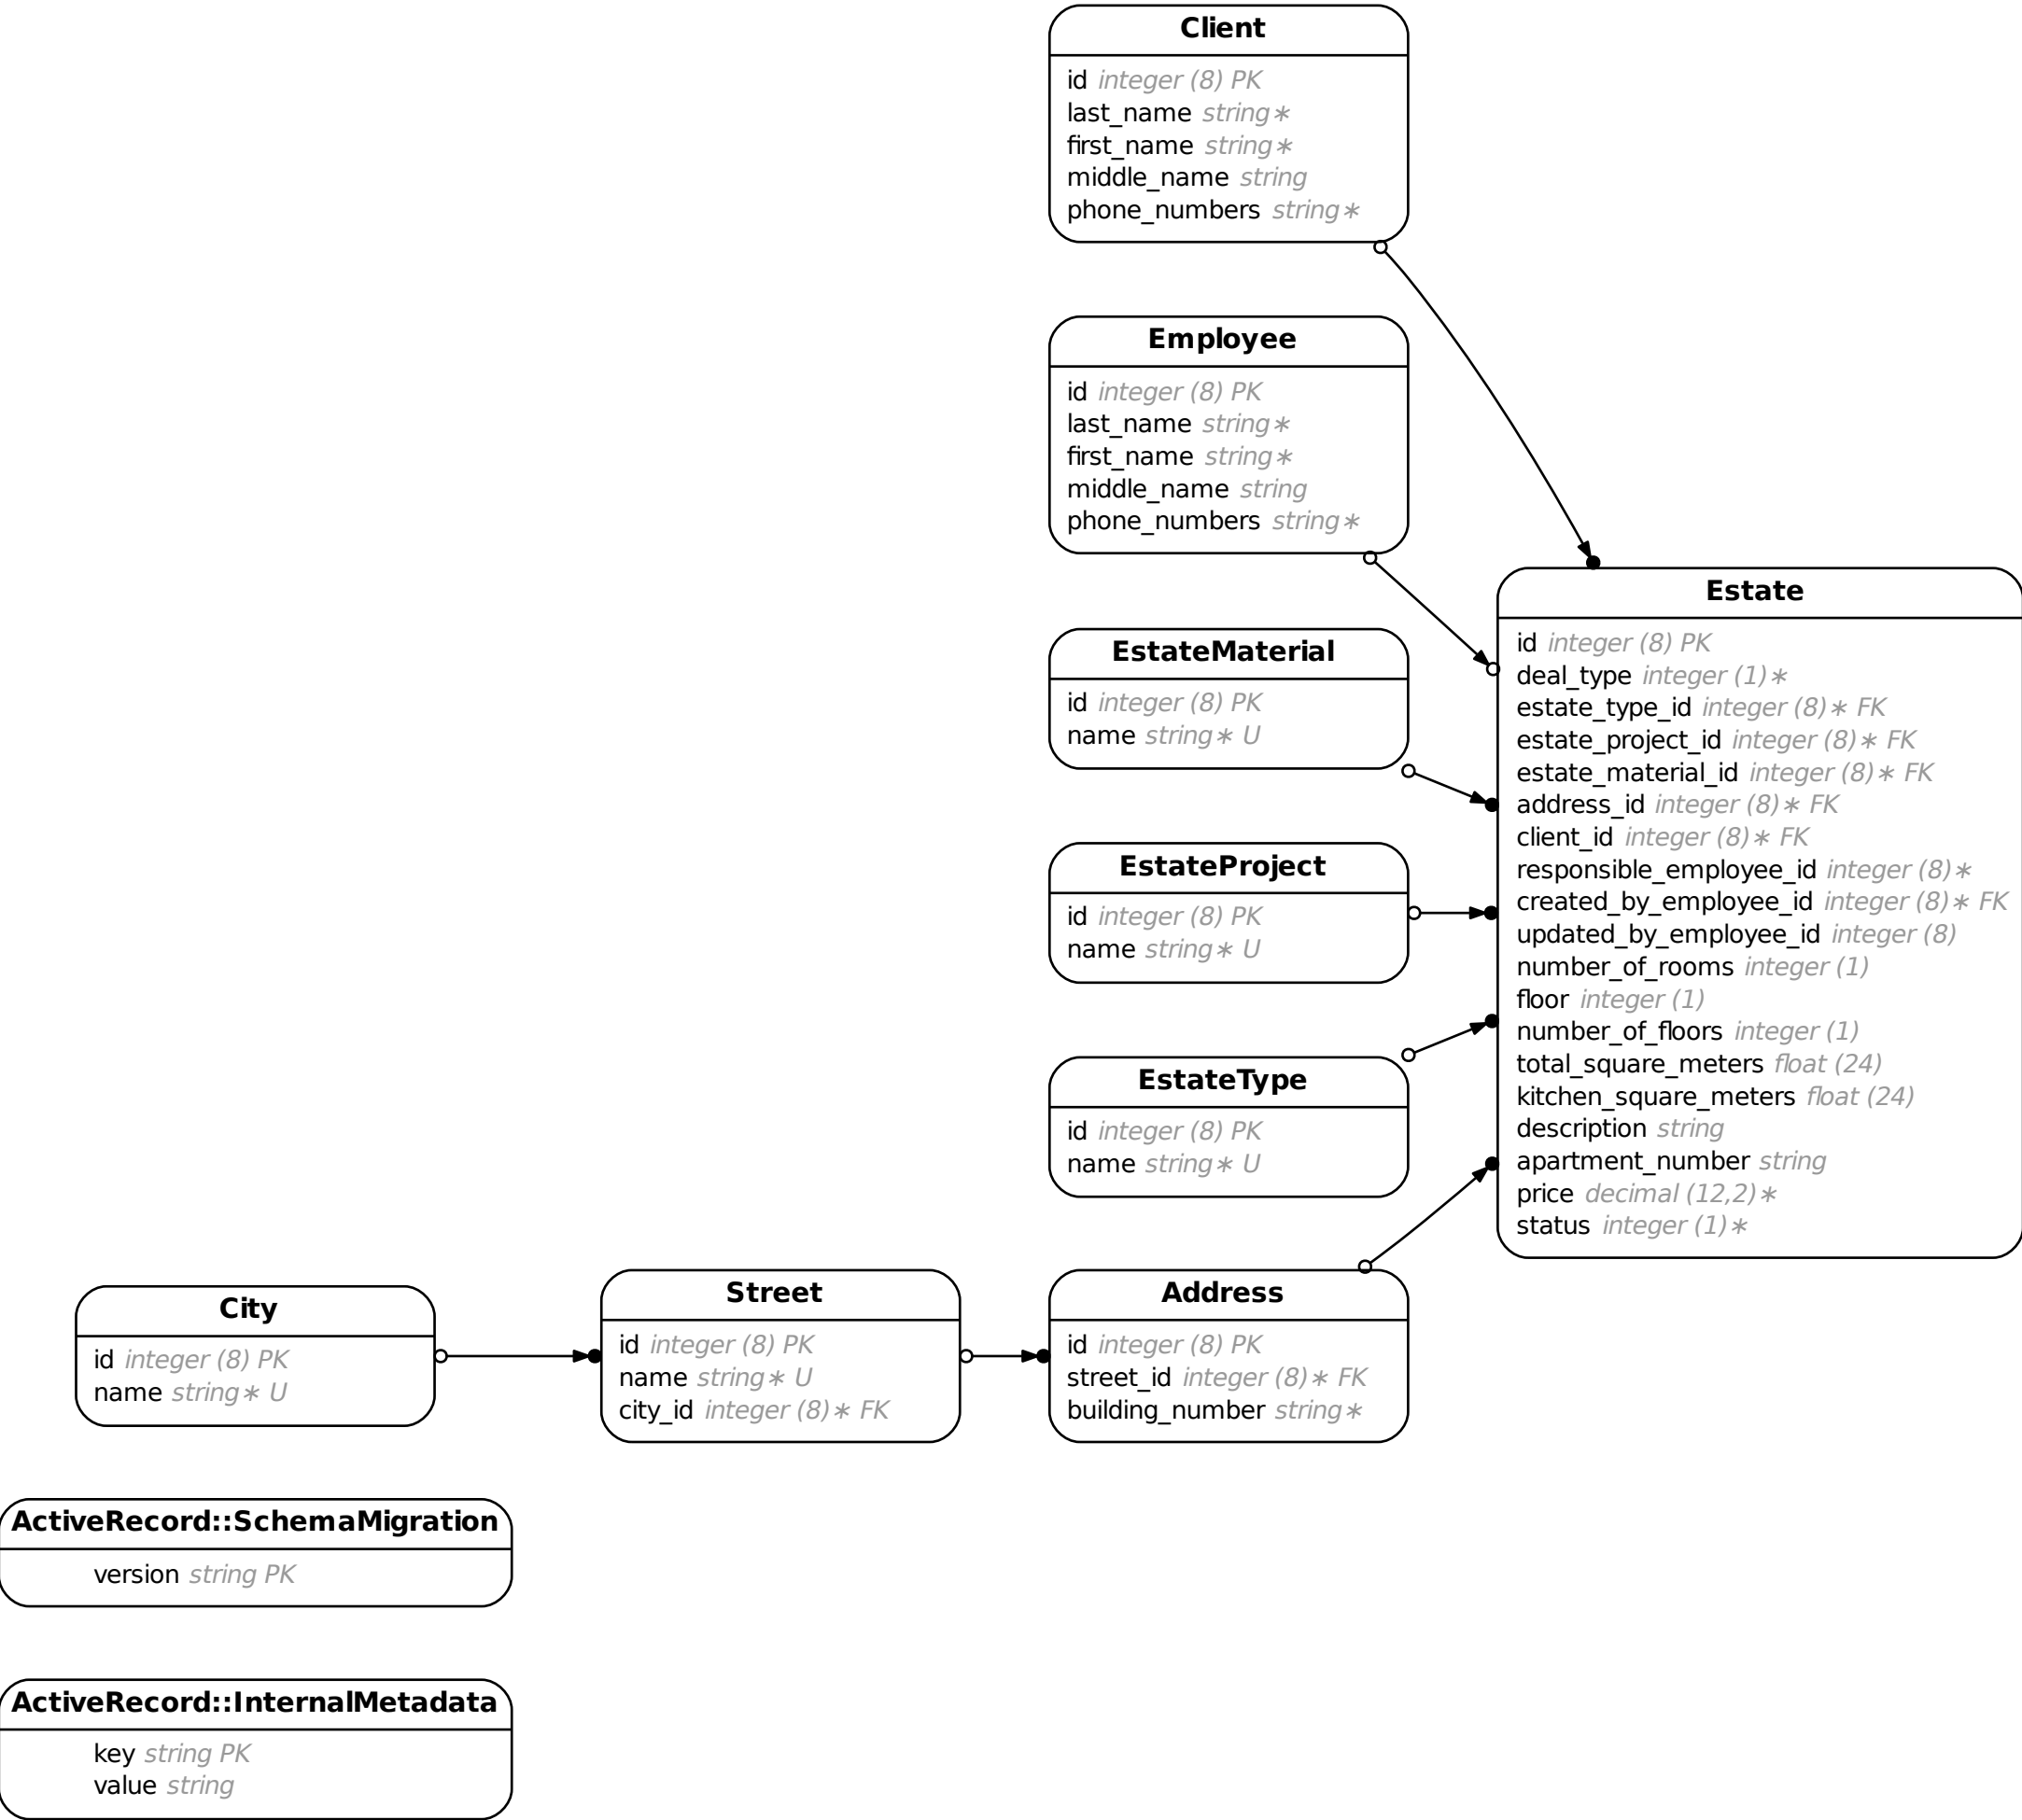 Client
id integer (8) PK
last_name string∗
first_name string∗
middle_name string
phone_numbers string∗
Employee
id integer (8) PK
last_name string∗
first_name string∗
middle_name string
phone_numbers string∗
EstateMaterial
id integer (8) PK
name string∗ U
EstateProject
id integer (8) PK
name string∗ U
EstateType
id integer (8) PK
name string∗ U
Estate
id integer (8) PK
deal_type integer (1)∗
estate_type_id integer (8)∗ FK
estate_project_id integer (8)∗ FK
estate_material_id integer (8)∗ FK
address_id integer (8)∗ FK
client_id integer (8)∗ FK
responsible_employee_id integer (8)∗
created_by_employee_id integer (8)∗ FK
updated_by_employee_id integer (8)
number_of_rooms integer (1)
floor integer (1)
number_of_floors integer (1)
total_square_meters float (24)
kitchen_square_meters float (24)
description string
apartment_number string
price decimal (12,2)∗
status integer (1)∗
City
id integer (8) PK
name string∗ U
Street
id integer (8) PK
name string∗ U
city_id integer (8)∗ FK
Address
id integer (8) PK
street_id integer (8)∗ FK
building_number string∗
ActiveRecord::SchemaMigration
version string PK
ActiveRecord::InternalMetadata
key string PK
value string